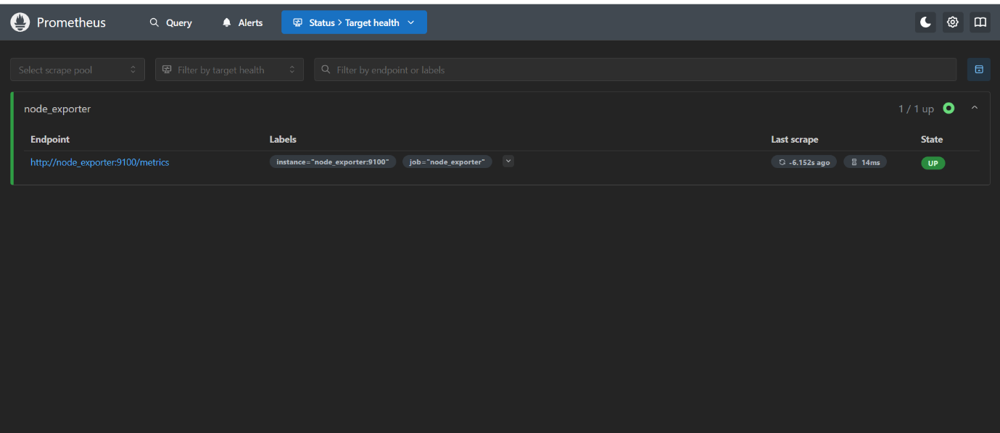 Prometheus Query Alerts Status > Target health
Select scrape pool Filter by target health Filter by endpoint or labels
node_exporter 1 / 1 up
Endpoint Labels Last scrape State
http://node_exporter:9100/metrics instance="node_exporter:9100" job="node_exporter" -6.152s ago 14ms UP